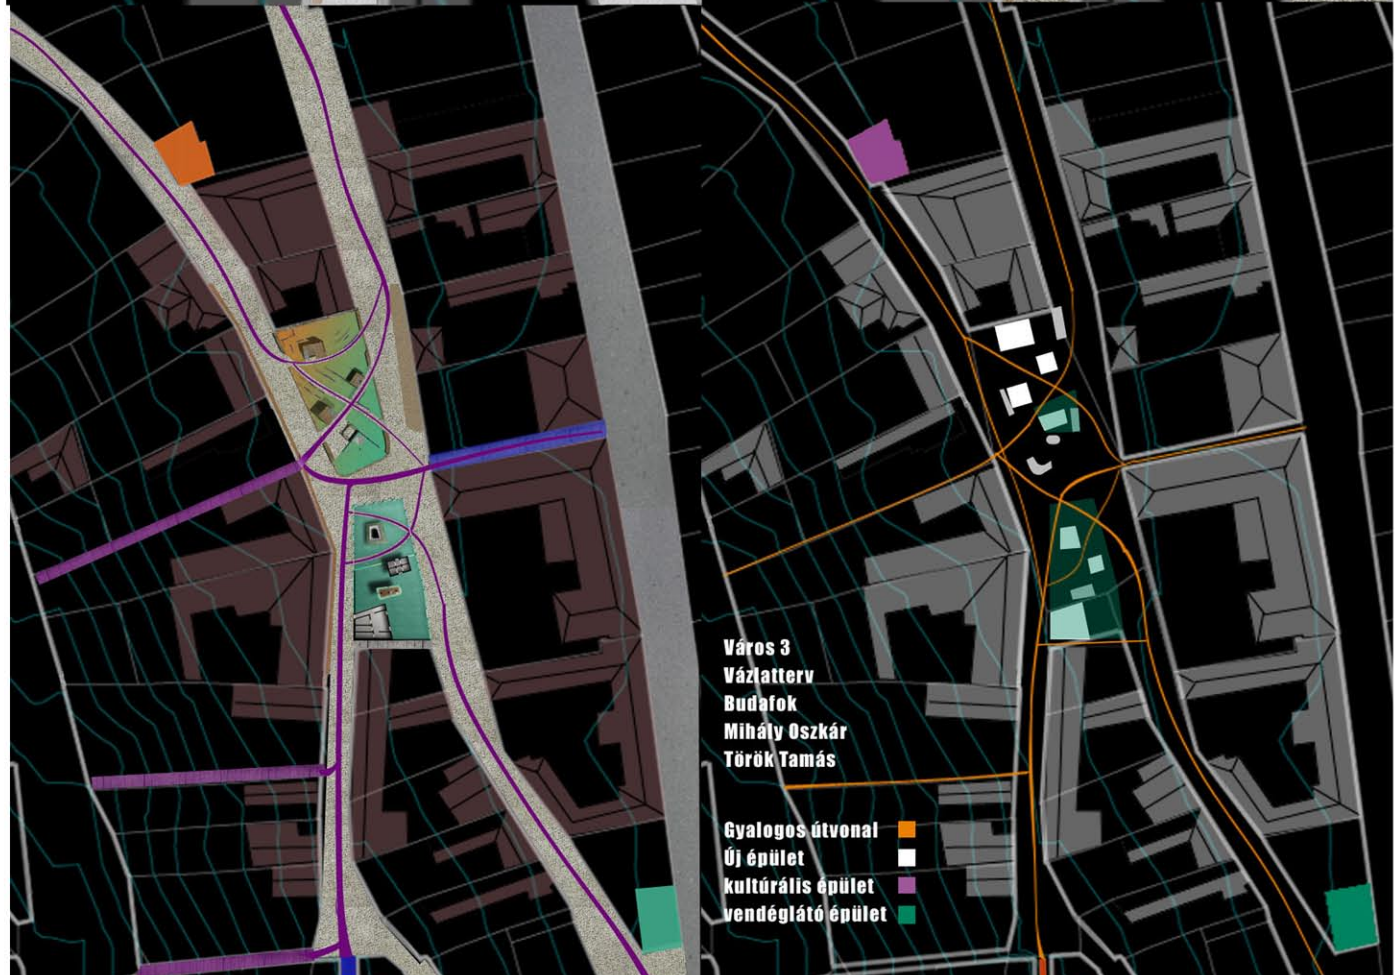 Város 3
Vázlatterv
Budafok
Mihály Oszkár
Török Tamás
Gyalogos útvonal
Új épület
kultúrális épület
vendéglátó épület